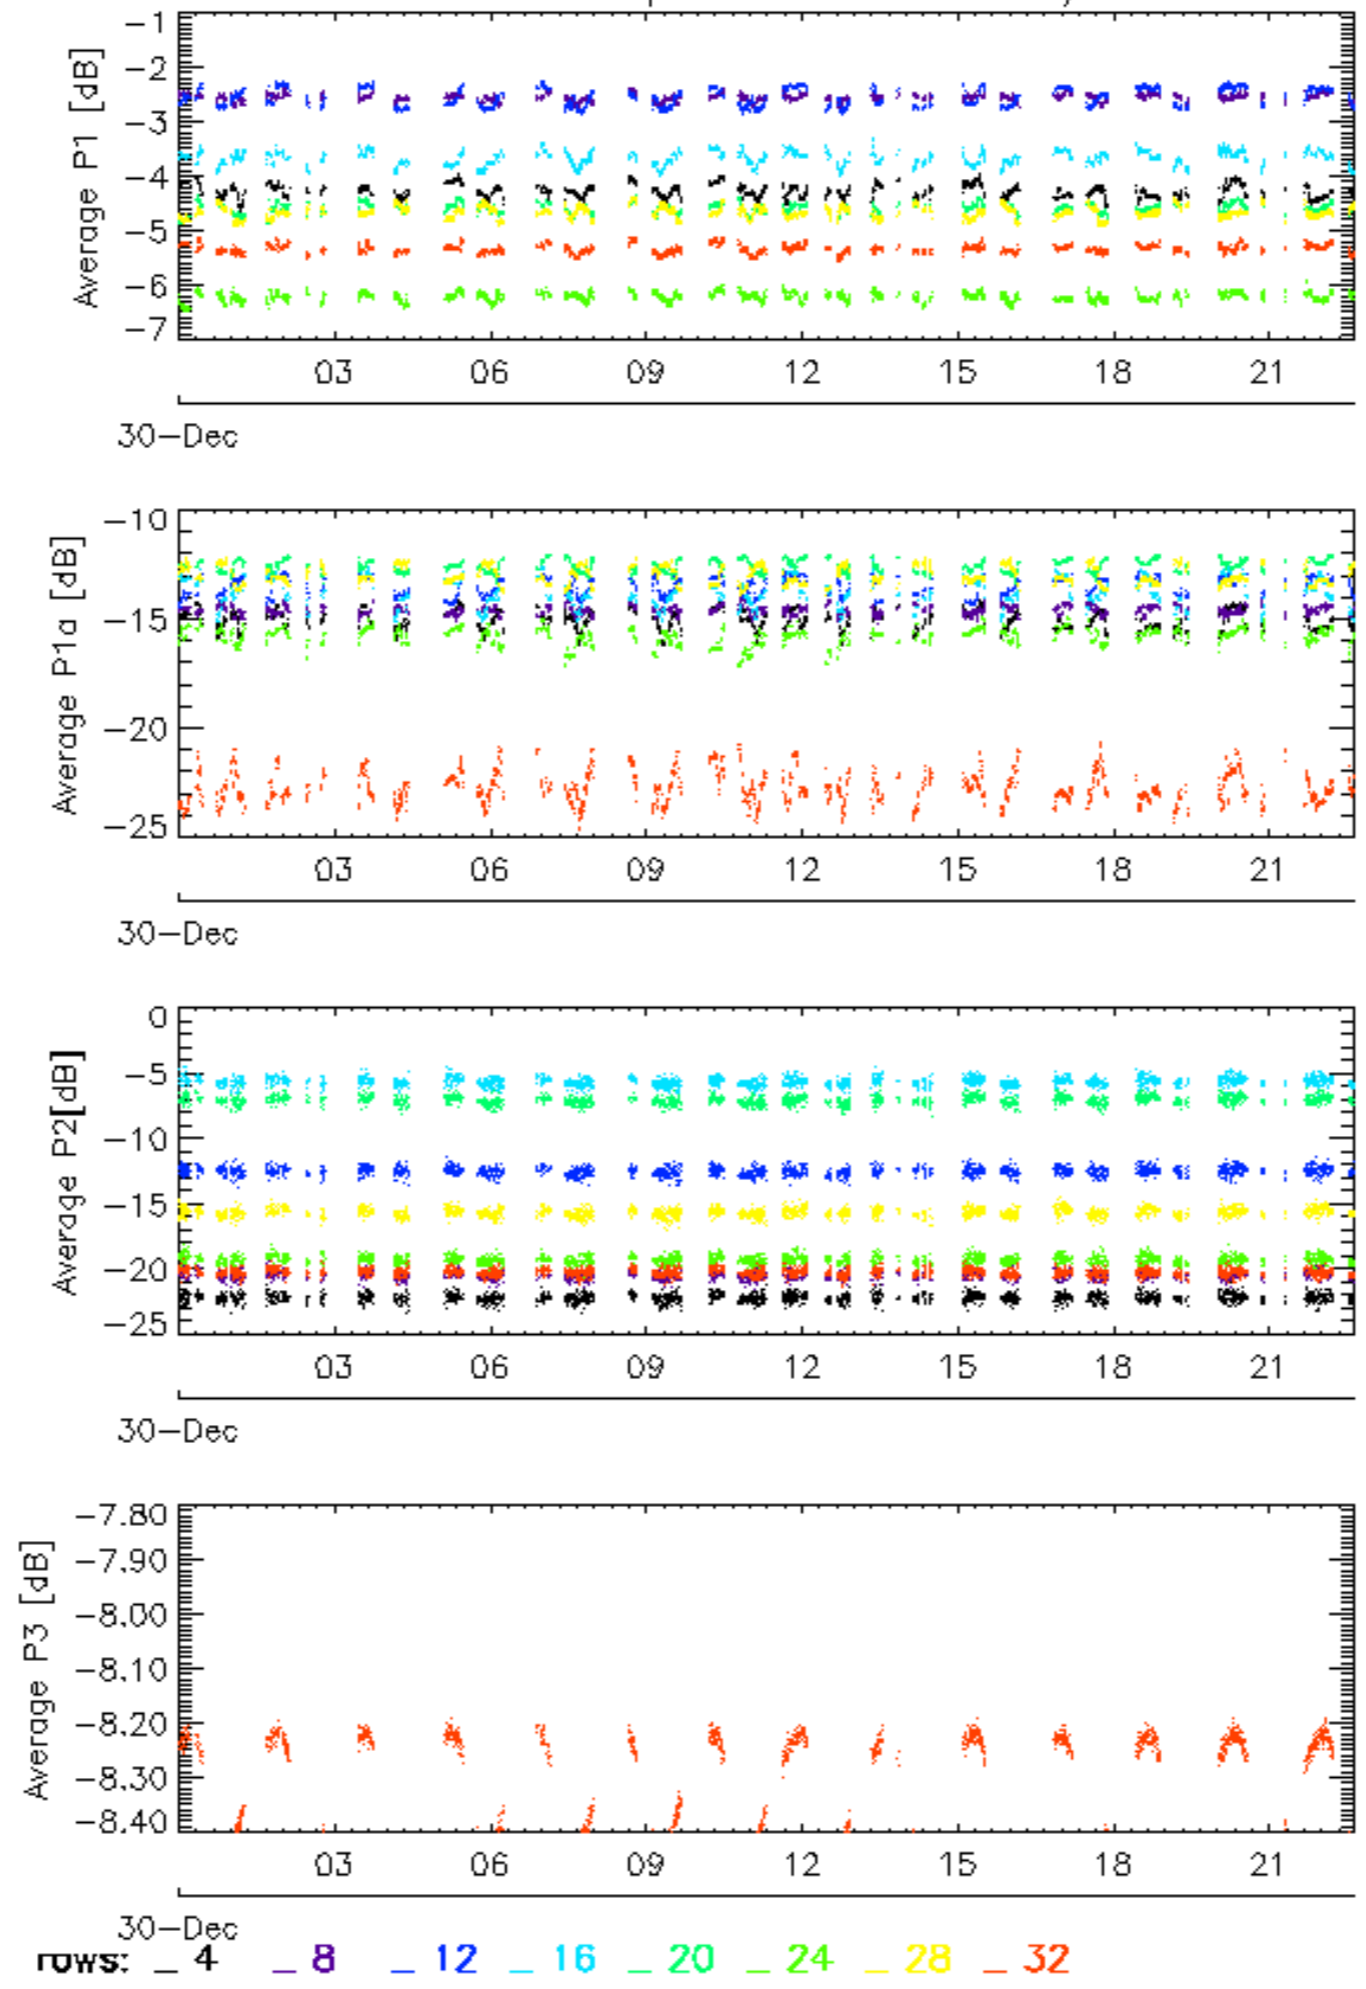 Average P1 [dB]
-1
-2
-3
-4
-5
-6
-7
03 06 09 12 15 18 21
30-Dec
Average P1a [dB]
-10
-15
-20
-25
03 06 09 12 15 18 21
30-Dec
Average P2[dB]
0
-5
-10
-15
-20
-25
03 06 09 12 15 18 21
30-Dec
Average P3 [dB]
-7.80
-7.90
-8.00
-8.10
-8.20
-8.30
-8.40
03 06 09 12 15 18 21
30-Dec
rows: _ 4 _ 8 _ 12 _ 16 _ 20 _ 24 _ 28 _ 32